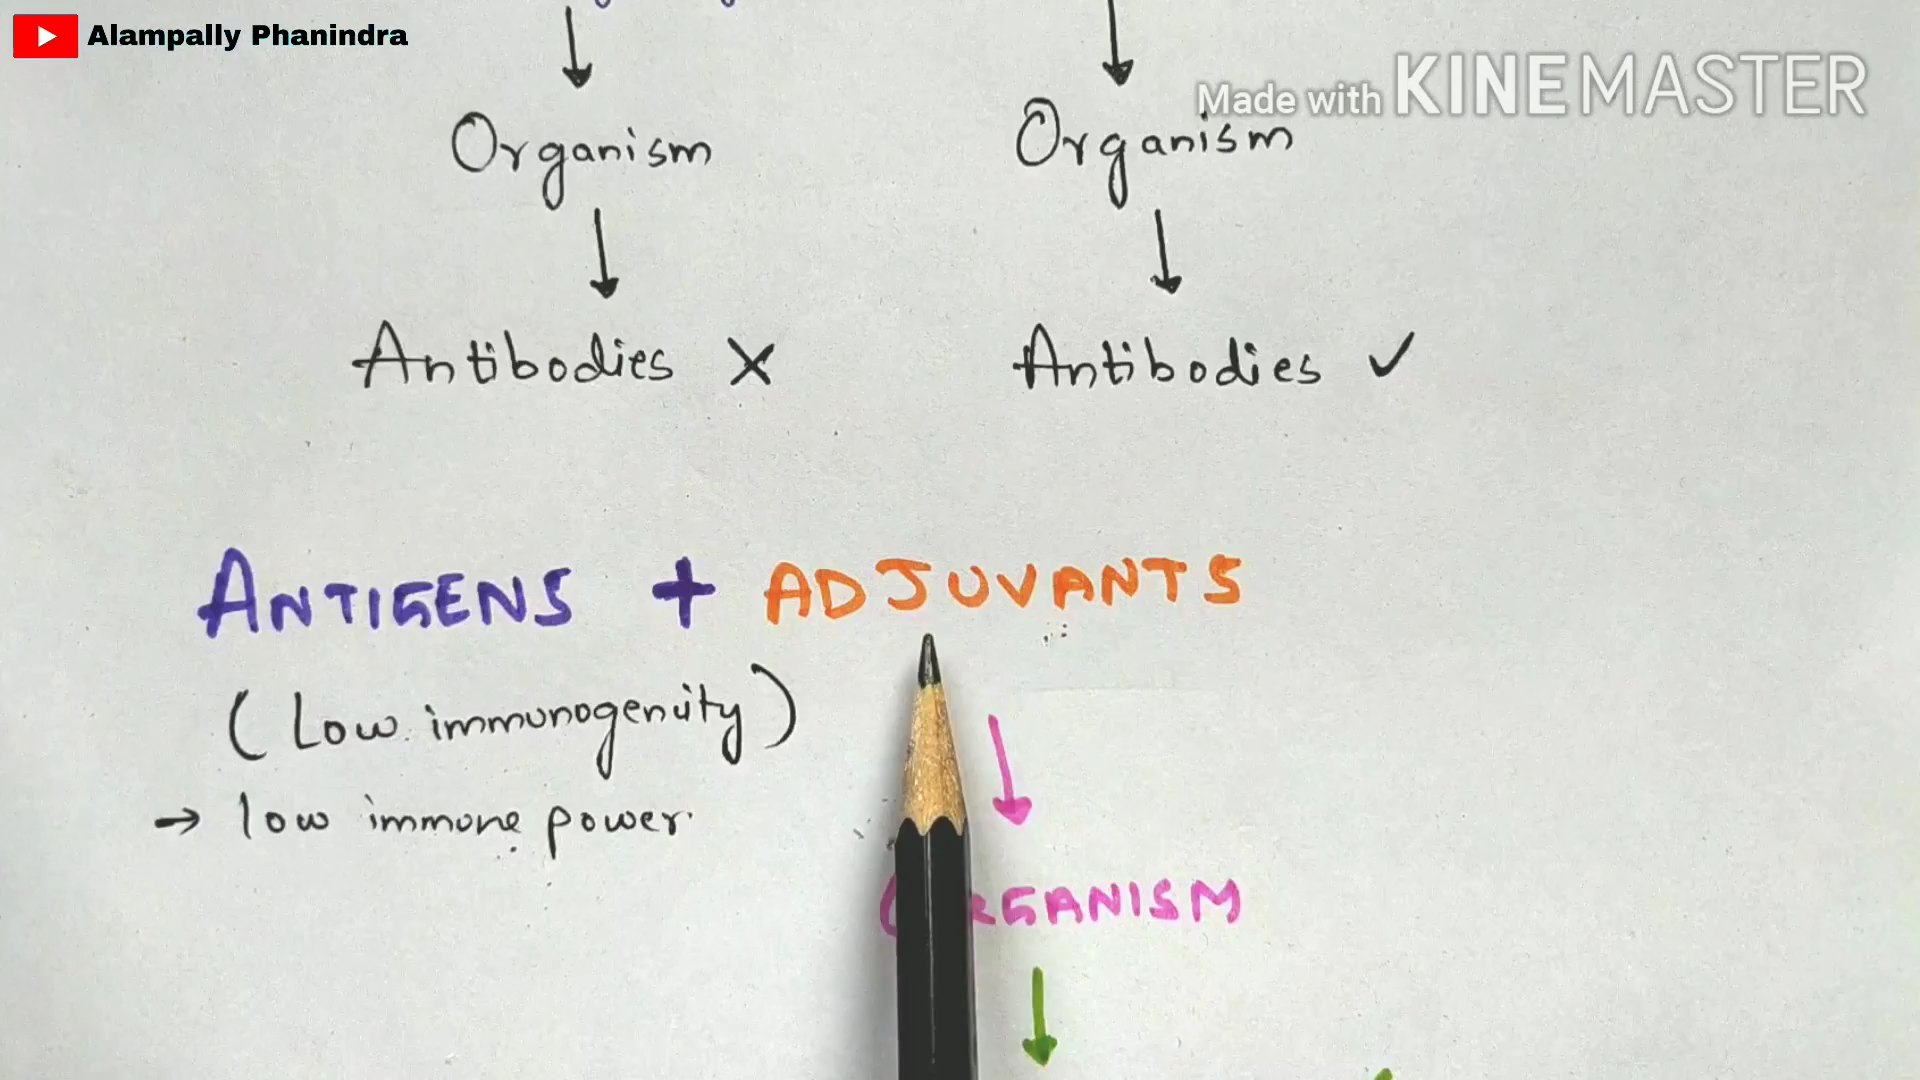 Alampally Phanindra
Made with KINEMASTER
Organism Organism
Antibodies X Antibodies ✓
ANTIGENS + ADJUVANTS
(Low immunogenity)
→ low immune power